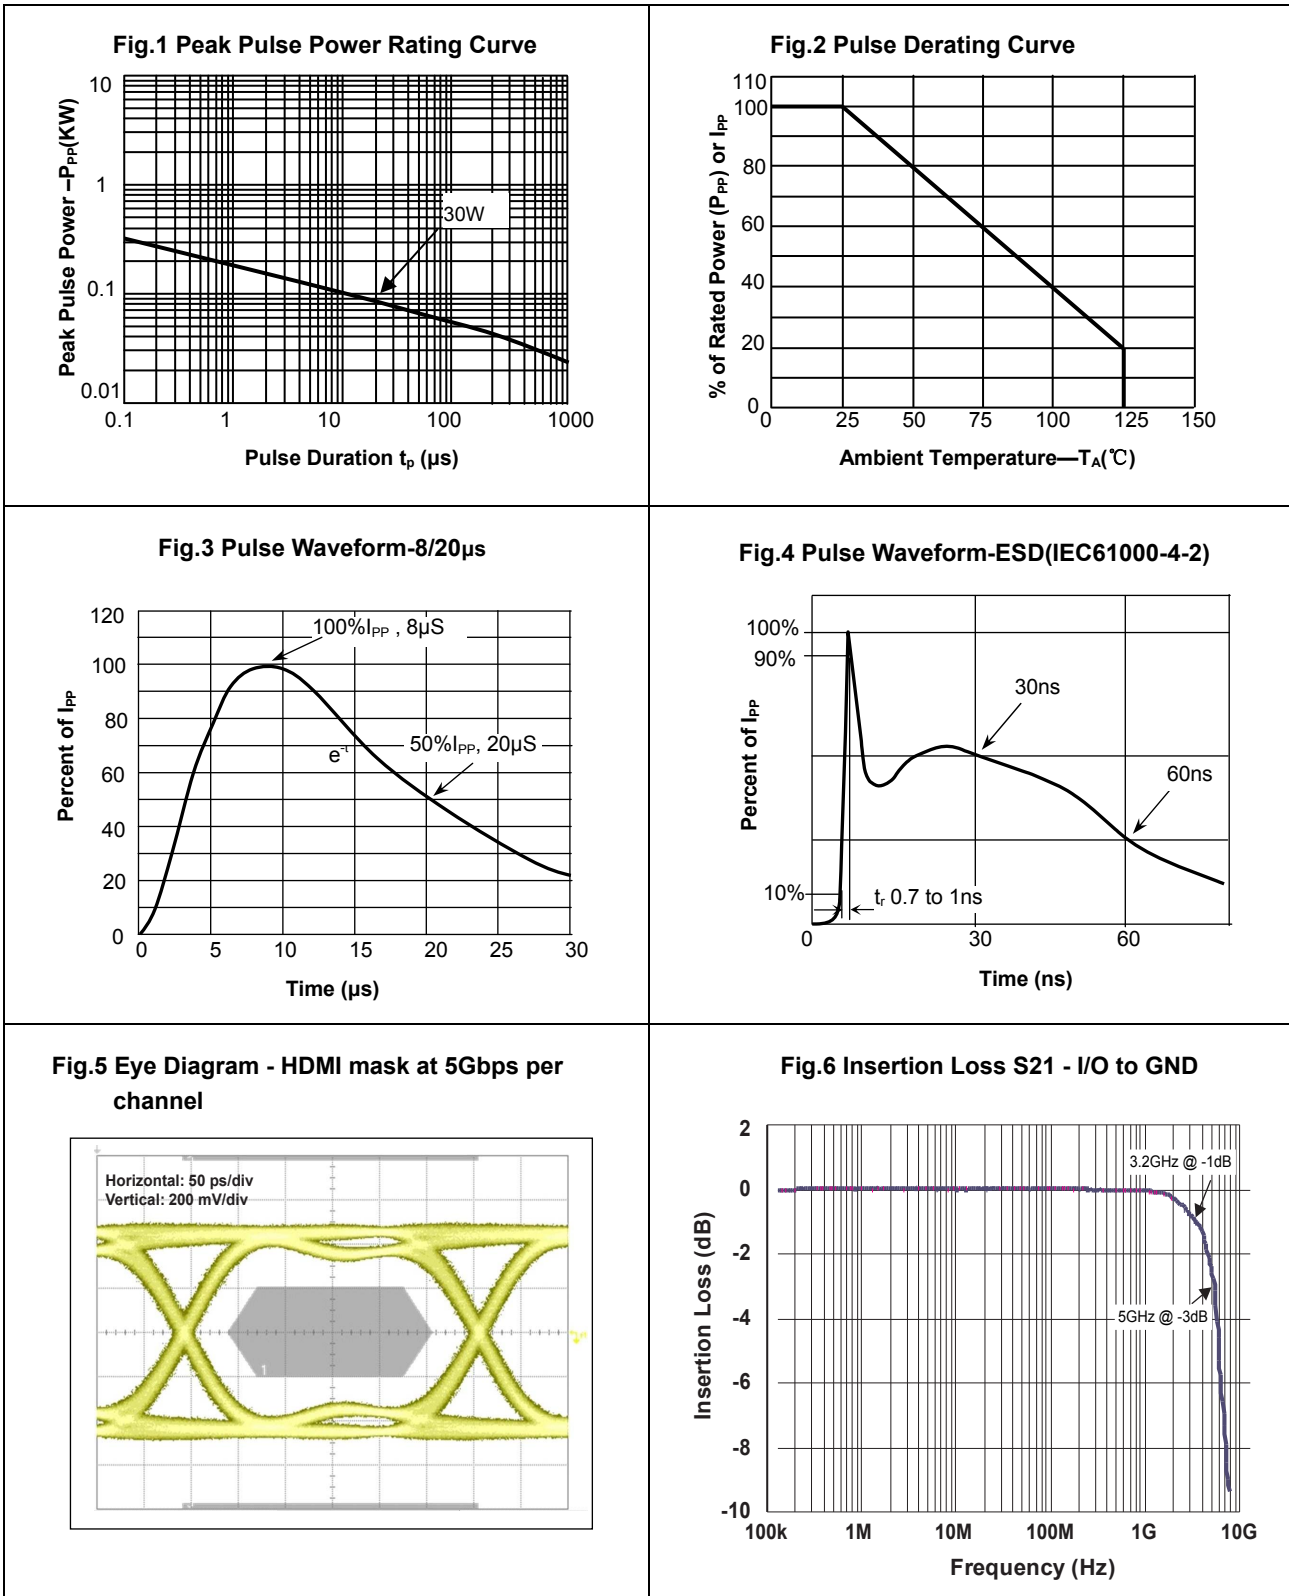 Fig.1 Peak Pulse Power Rating Curve
Peak Pulse Power –PPP(KW)
10
1
0.1
0.01
30W
0.1 1 10 100 1000
Pulse Duration tp (µs)
Fig.2 Pulse Derating Curve
% of Rated Power (PPP) or IPP
110
100
80
60
40
20
0
0 25 50 75 100 125 150
Ambient Temperature—TA(℃)
Fig.3 Pulse Waveform-8/20µs
Percent of IPP
120
100
80
60
40
20
0
100%IPP , 8µS
e-t
50%IPP, 20µS
0 5 10 15 20 25 30
Time (µs)
Fig.4 Pulse Waveform-ESD(IEC61000-4-2)
Percent of IPP
100%
90%
10%
30ns
60ns
tr 0.7 to 1ns
0 30 60
Time (ns)
Fig.5 Eye Diagram - HDMI mask at 5Gbps per
channel
Horizontal: 50 ps/div
Vertical: 200 mV/div
1
Fig.6 Insertion Loss S21 - I/O to GND
Insertion Loss (dB)
2
0
-2
-4
-6
-8
-10
3.2GHz @ -1dB
5GHz @ -3dB
100k 1M 10M 100M 1G 10G
Frequency (Hz)